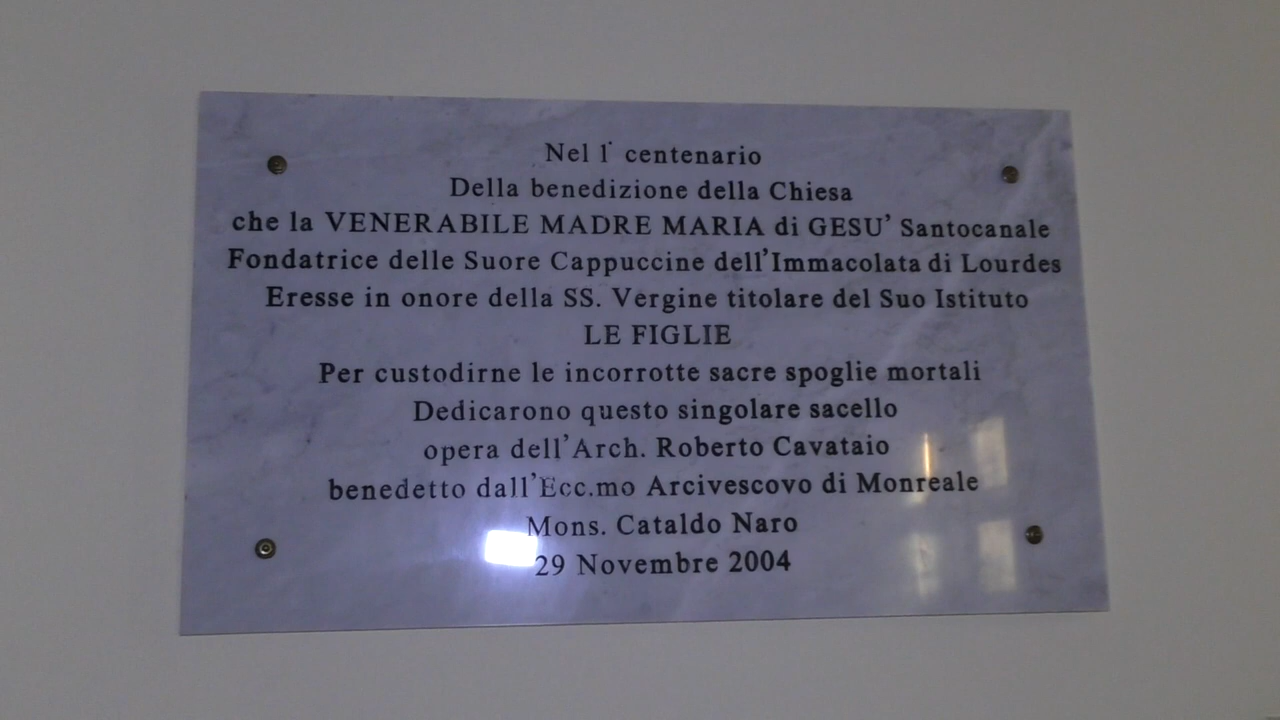 Nel 1° centenario
Della benedizione della Chiesa
che la VENERABILE MADRE MARIA di GESU' Santocanale
Fondatrice delle Suore Cappuccine dell'Immacolata di Lourdes
Eresse in onore della SS. Vergine titolare del Suo Istituto
LE FIGLIE
Per custodirne le incorrotte sacre spoglie mortali
Dedicarono questo singolare sacello
opera dell'Arch. Roberto Cavataio
benedetto dall'Ecc.mo Arcivescovo di Monreale
Mons. Cataldo Naro
29 Novembre 2004